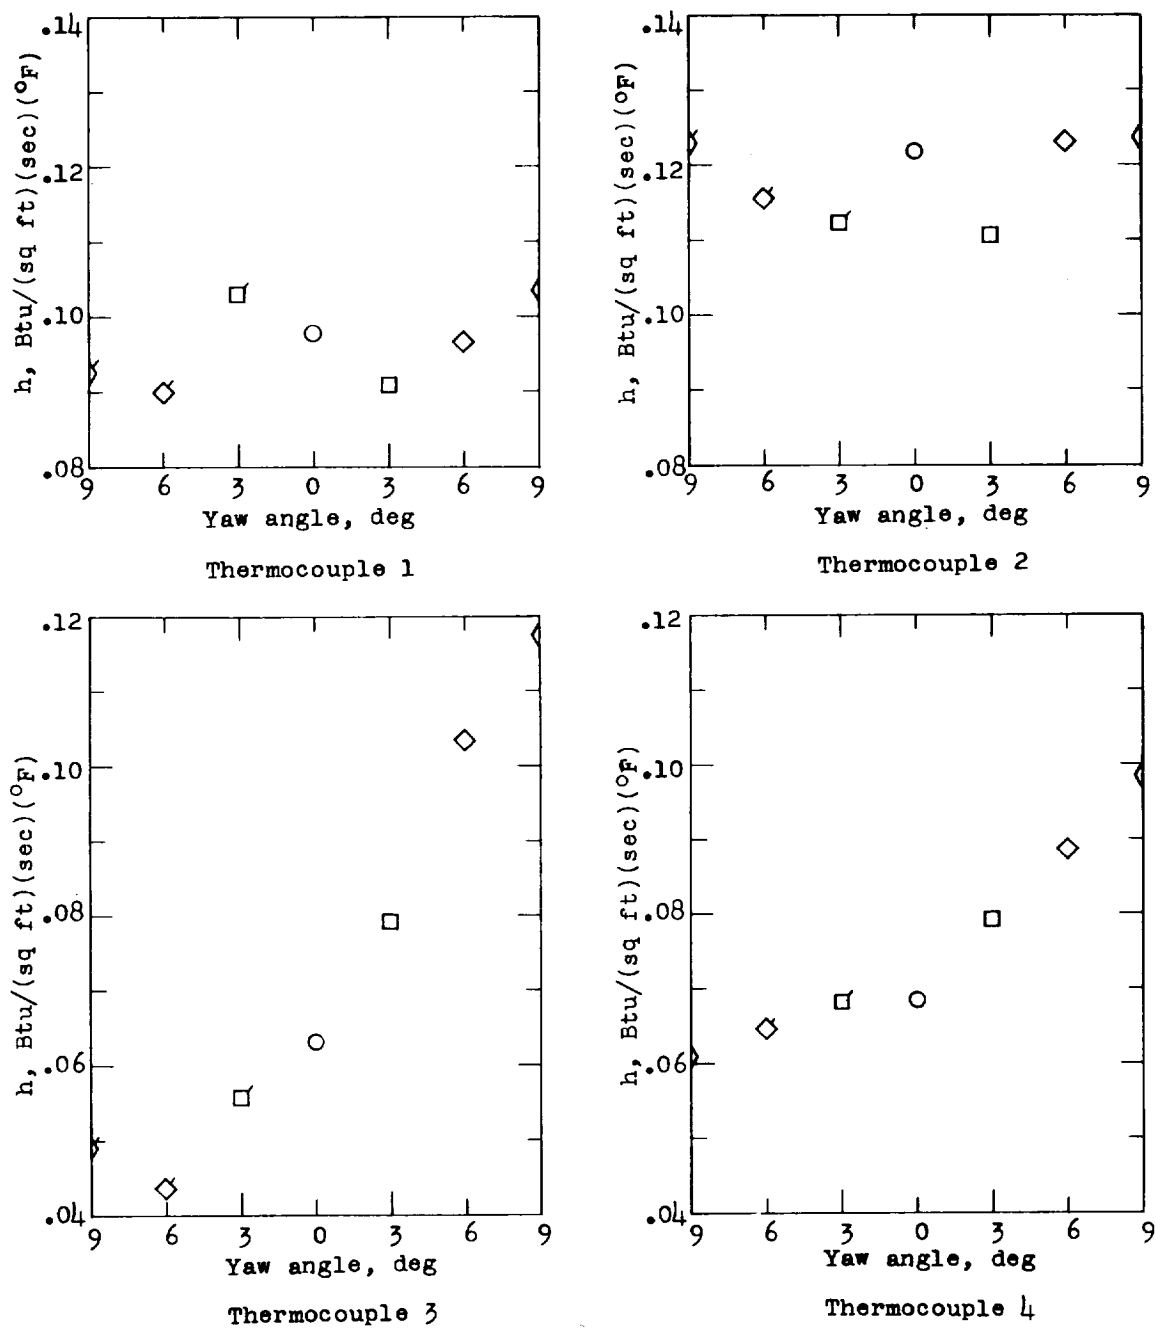 .14
.12
.10
.08
h, Btu/(sq ft)(sec)(°F)
9 6 3 0 3 6 9
Yaw angle, deg
Thermocouple 1
.14
.12
.10
.08
h, Btu/(sq ft)(sec)(°F)
9 6 3 0 3 6 9
Yaw angle, deg
Thermocouple 2
.12
.10
.08
.06
.04
h, Btu/(sq ft)(sec)(°F)
9 6 3 0 3 6 9
Yaw angle, deg
Thermocouple 3
.12
.10
.08
.06
.04
h, Btu/(sq ft)(sec)(°F)
9 6 3 0 3 6 9
Yaw angle, deg
Thermocouple 4